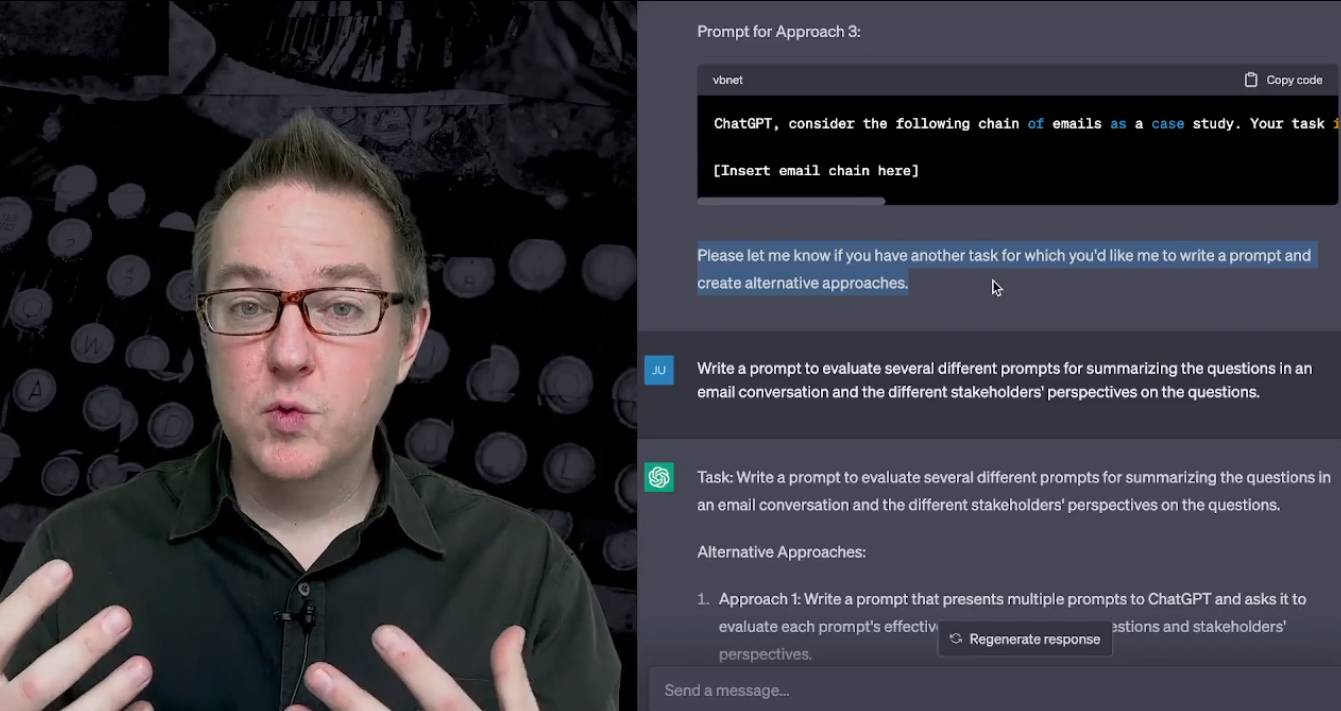 Prompt for Approach 3:
vbnet
Copy code
ChatGPT, consider the following chain of emails as a case study. Your task
[Insert email chain here]
Please let me know if you have another task for which you'd like me to write a prompt and
create alternative approaches.
JU
Write a prompt to evaluate several different prompts for summarizing the questions in an
email conversation and the different stakeholders' perspectives on the questions.
Task: Write a prompt to evaluate several different prompts for summarizing the questions in
an email conversation and the different stakeholders' perspectives on the questions.
Alternative Approaches:
1. Approach 1: Write a prompt that presents multiple prompts to ChatGPT and asks it to
evaluate each prompt's stakeholders'
perspectives.
Regenerate response
Send a message...
W
A
D